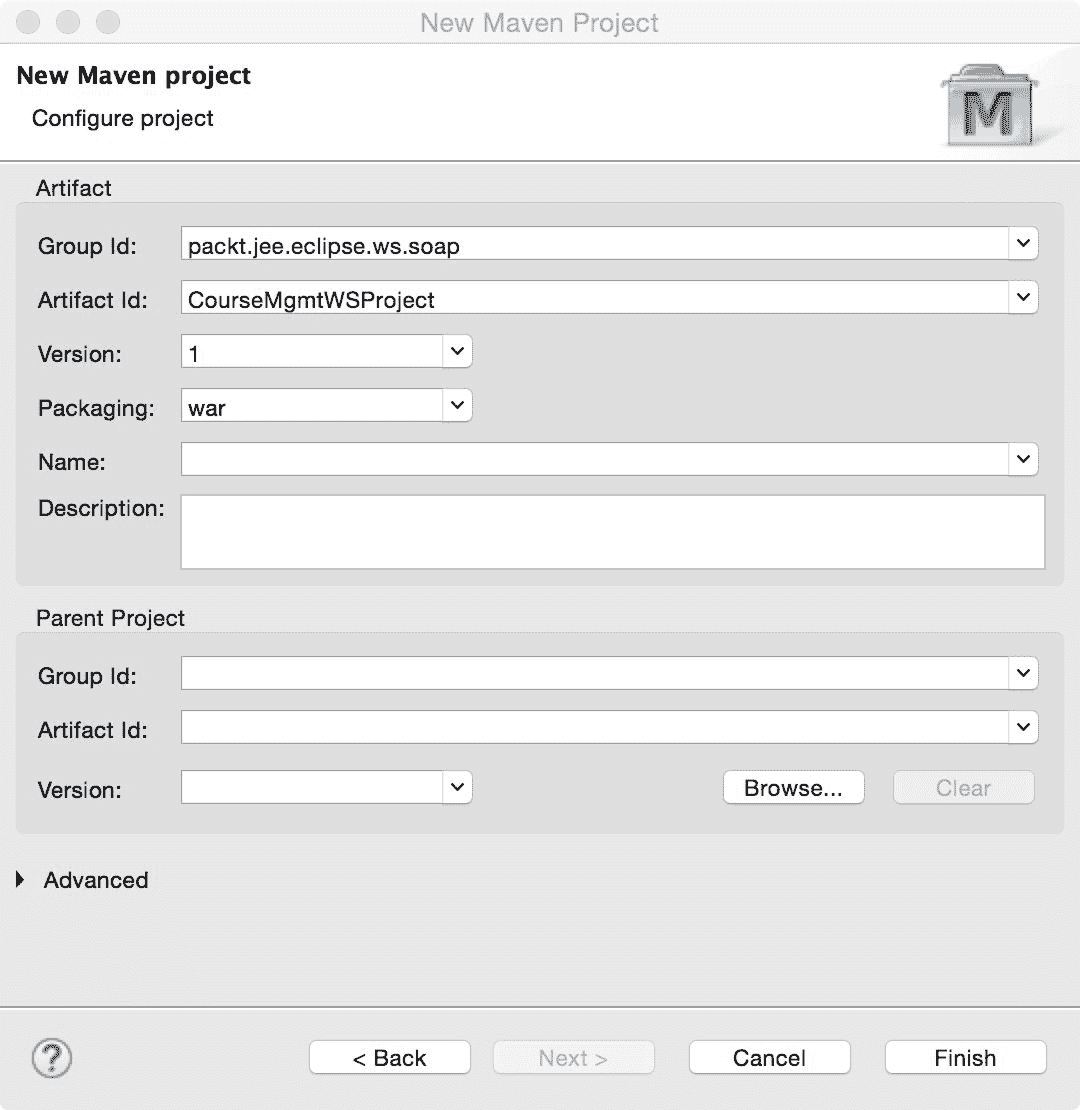 New Maven Project
New Maven project
Configure project
M
Artifact
Group Id: packt.jee.eclipse.ws.soap
Artifact Id: CourseMgmtWSProject
Version: 1
Packaging: war
Name:
Description:
Parent Project
Group Id:
Artifact Id:
Version: Browse... Clear
Advanced
? < Back Next > Cancel Finish